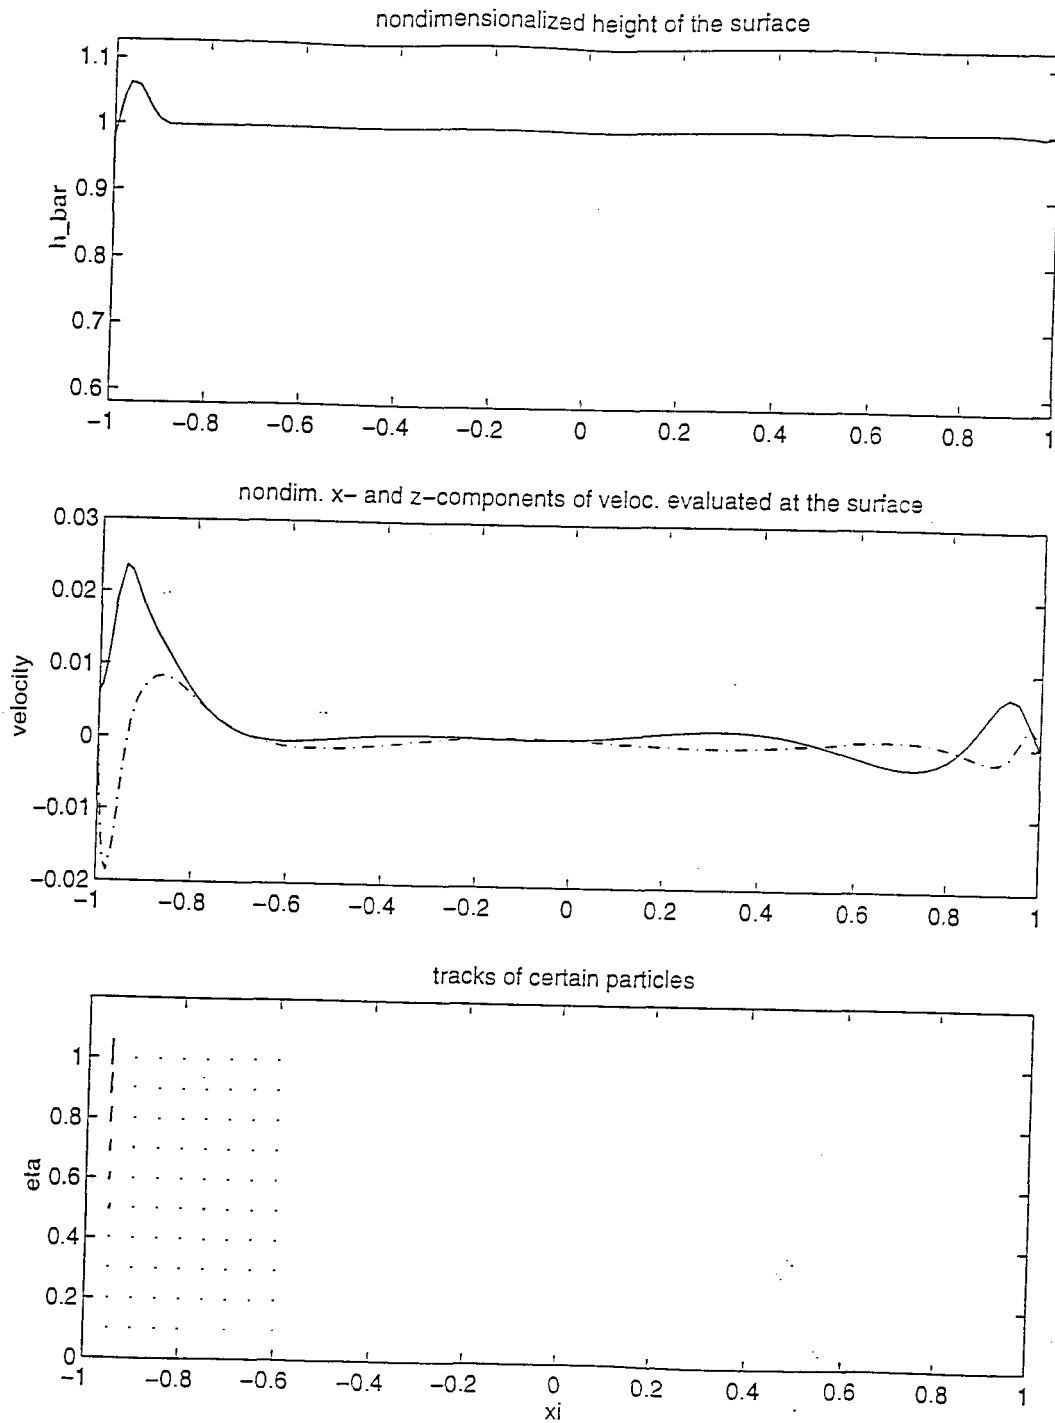 nondimensionalized height of the surface
1.1
1
0.9
0.8
0.7
0.6
h_bar
−1 −0.8 −0.6 −0.4 −0.2 0 0.2 0.4 0.6 0.8 1
nondim. x− and z−components of veloc. evaluated at the surface
0.03
0.02
0.01
0
−0.01
−0.02
velocity
−1 −0.8 −0.6 −0.4 −0.2 0 0.2 0.4 0.6 0.8 1
tracks of certain particles
1
0.8
0.6
0.4
0.2
0
eta
−1 −0.8 −0.6 −0.4 −0.2 0 0.2 0.4 0.6 0.8 1
xi